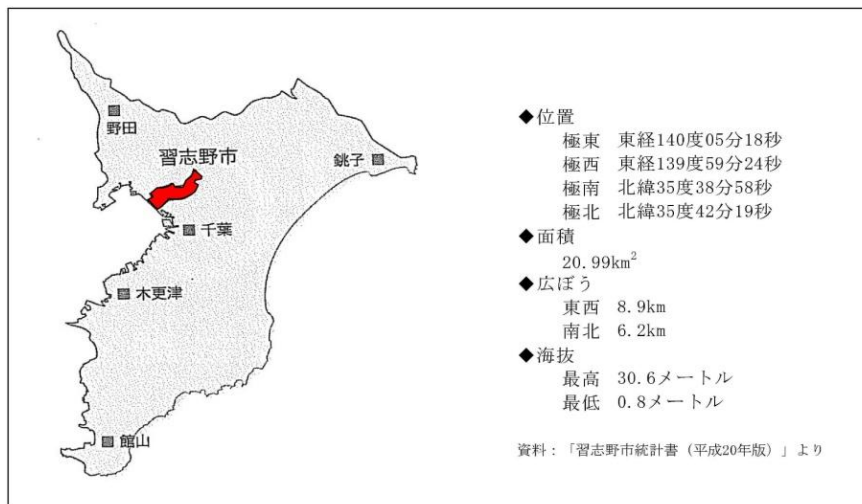 野田
習志野市
銚子
千葉
木更津
館山
◆位置
極東 東経140度05分18秒
極西 東経139度59分24秒
極南 北緯35度38分58秒
極北 北緯35度42分19秒
◆面積
20.99km²
◆広ぼう
東西 8.9km
南北 6.2km
◆海抜
最高 30.6メートル
最低 0.8メートル
資料：「習志野市統計書（平成20年版）」より